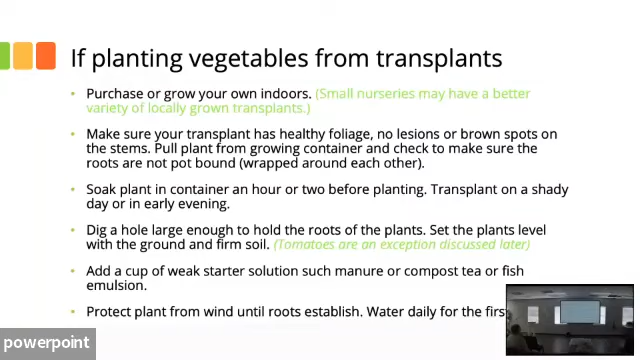 If planting vegetables from transplants
• Purchase or grow your own indoors. (Small nurseries may have a better
variety of locally grown transplants.)
• Make sure your transplant has healthy foliage, no lesions or brown spots on
the stems. Pull plant from growing container and check to make sure the
roots are not pot bound (wrapped around each other).
• Soak plant in container an hour or two before planting. Transplant on a shady
day or in early evening.
• Dig a hole large enough to hold the roots of the plants. Set the plants level
with the ground and firm soil. (Tomatoes are an exception discussed later)
• Add a cup of weak starter solution such manure or compost tea or fish
emulsion.
• Protect plant from wind until roots establish. Water daily for the firs
powerpoint